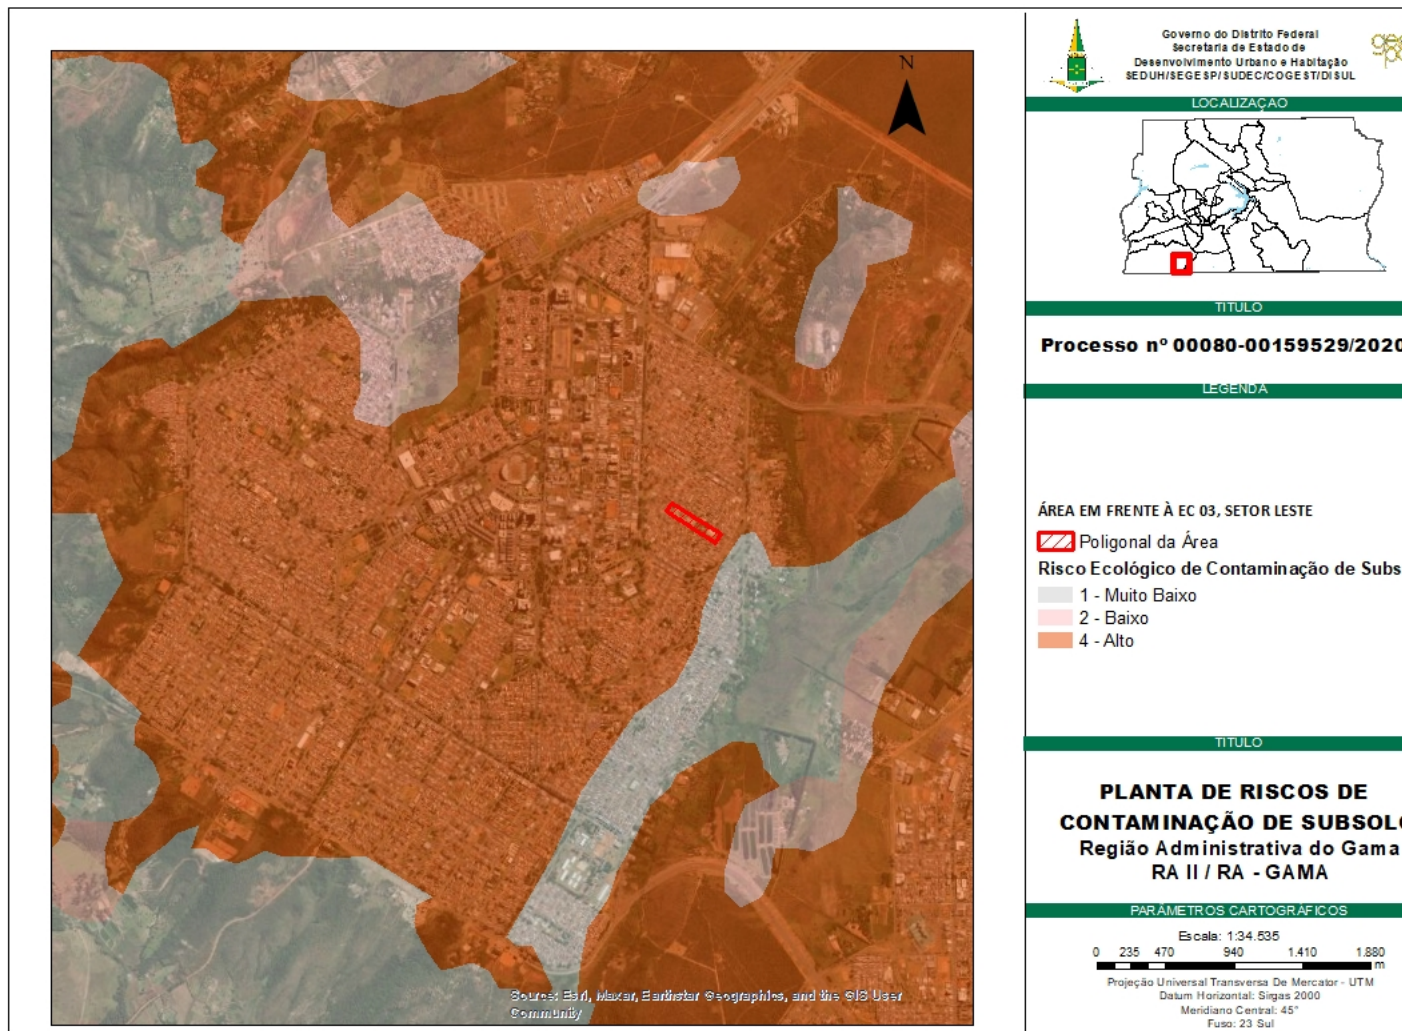 N
Source: Esri, Maxar, Earthstar Geographics, and the GIS User
Community
Governo do Distrito Federal
Secretaria de Estado de
Desenvolvimento Urbano e Habitação
SEDUH/SEGESP/SUDEC/COGEST/DISUL
LOCALIZAÇÃO
TITULO
Processo nº 00080-00159529/2020
LEGENDA
ÁREA EM FRENTE À EC 03, SETOR LESTE
Poligonal da Área
Risco Ecológico de Contaminação de Subs
1 - Muito Baixo
2 - Baixo
4 - Alto
TITULO
PLANTA DE RISCOS DE
CONTAMINAÇÃO DE SUBSOLO
Região Administrativa do Gama
RA II / RA - GAMA
PARÂMETROS CARTOGRÁFICOS
Escala: 1:34.535
0 235 470 940 1.410 1.880
m
Projeção Universal Transversa De Mercator - UTM
Datum Horizontal: Sirgas 2000
Meridiano Central: 45°
Fuso: 23 Sul